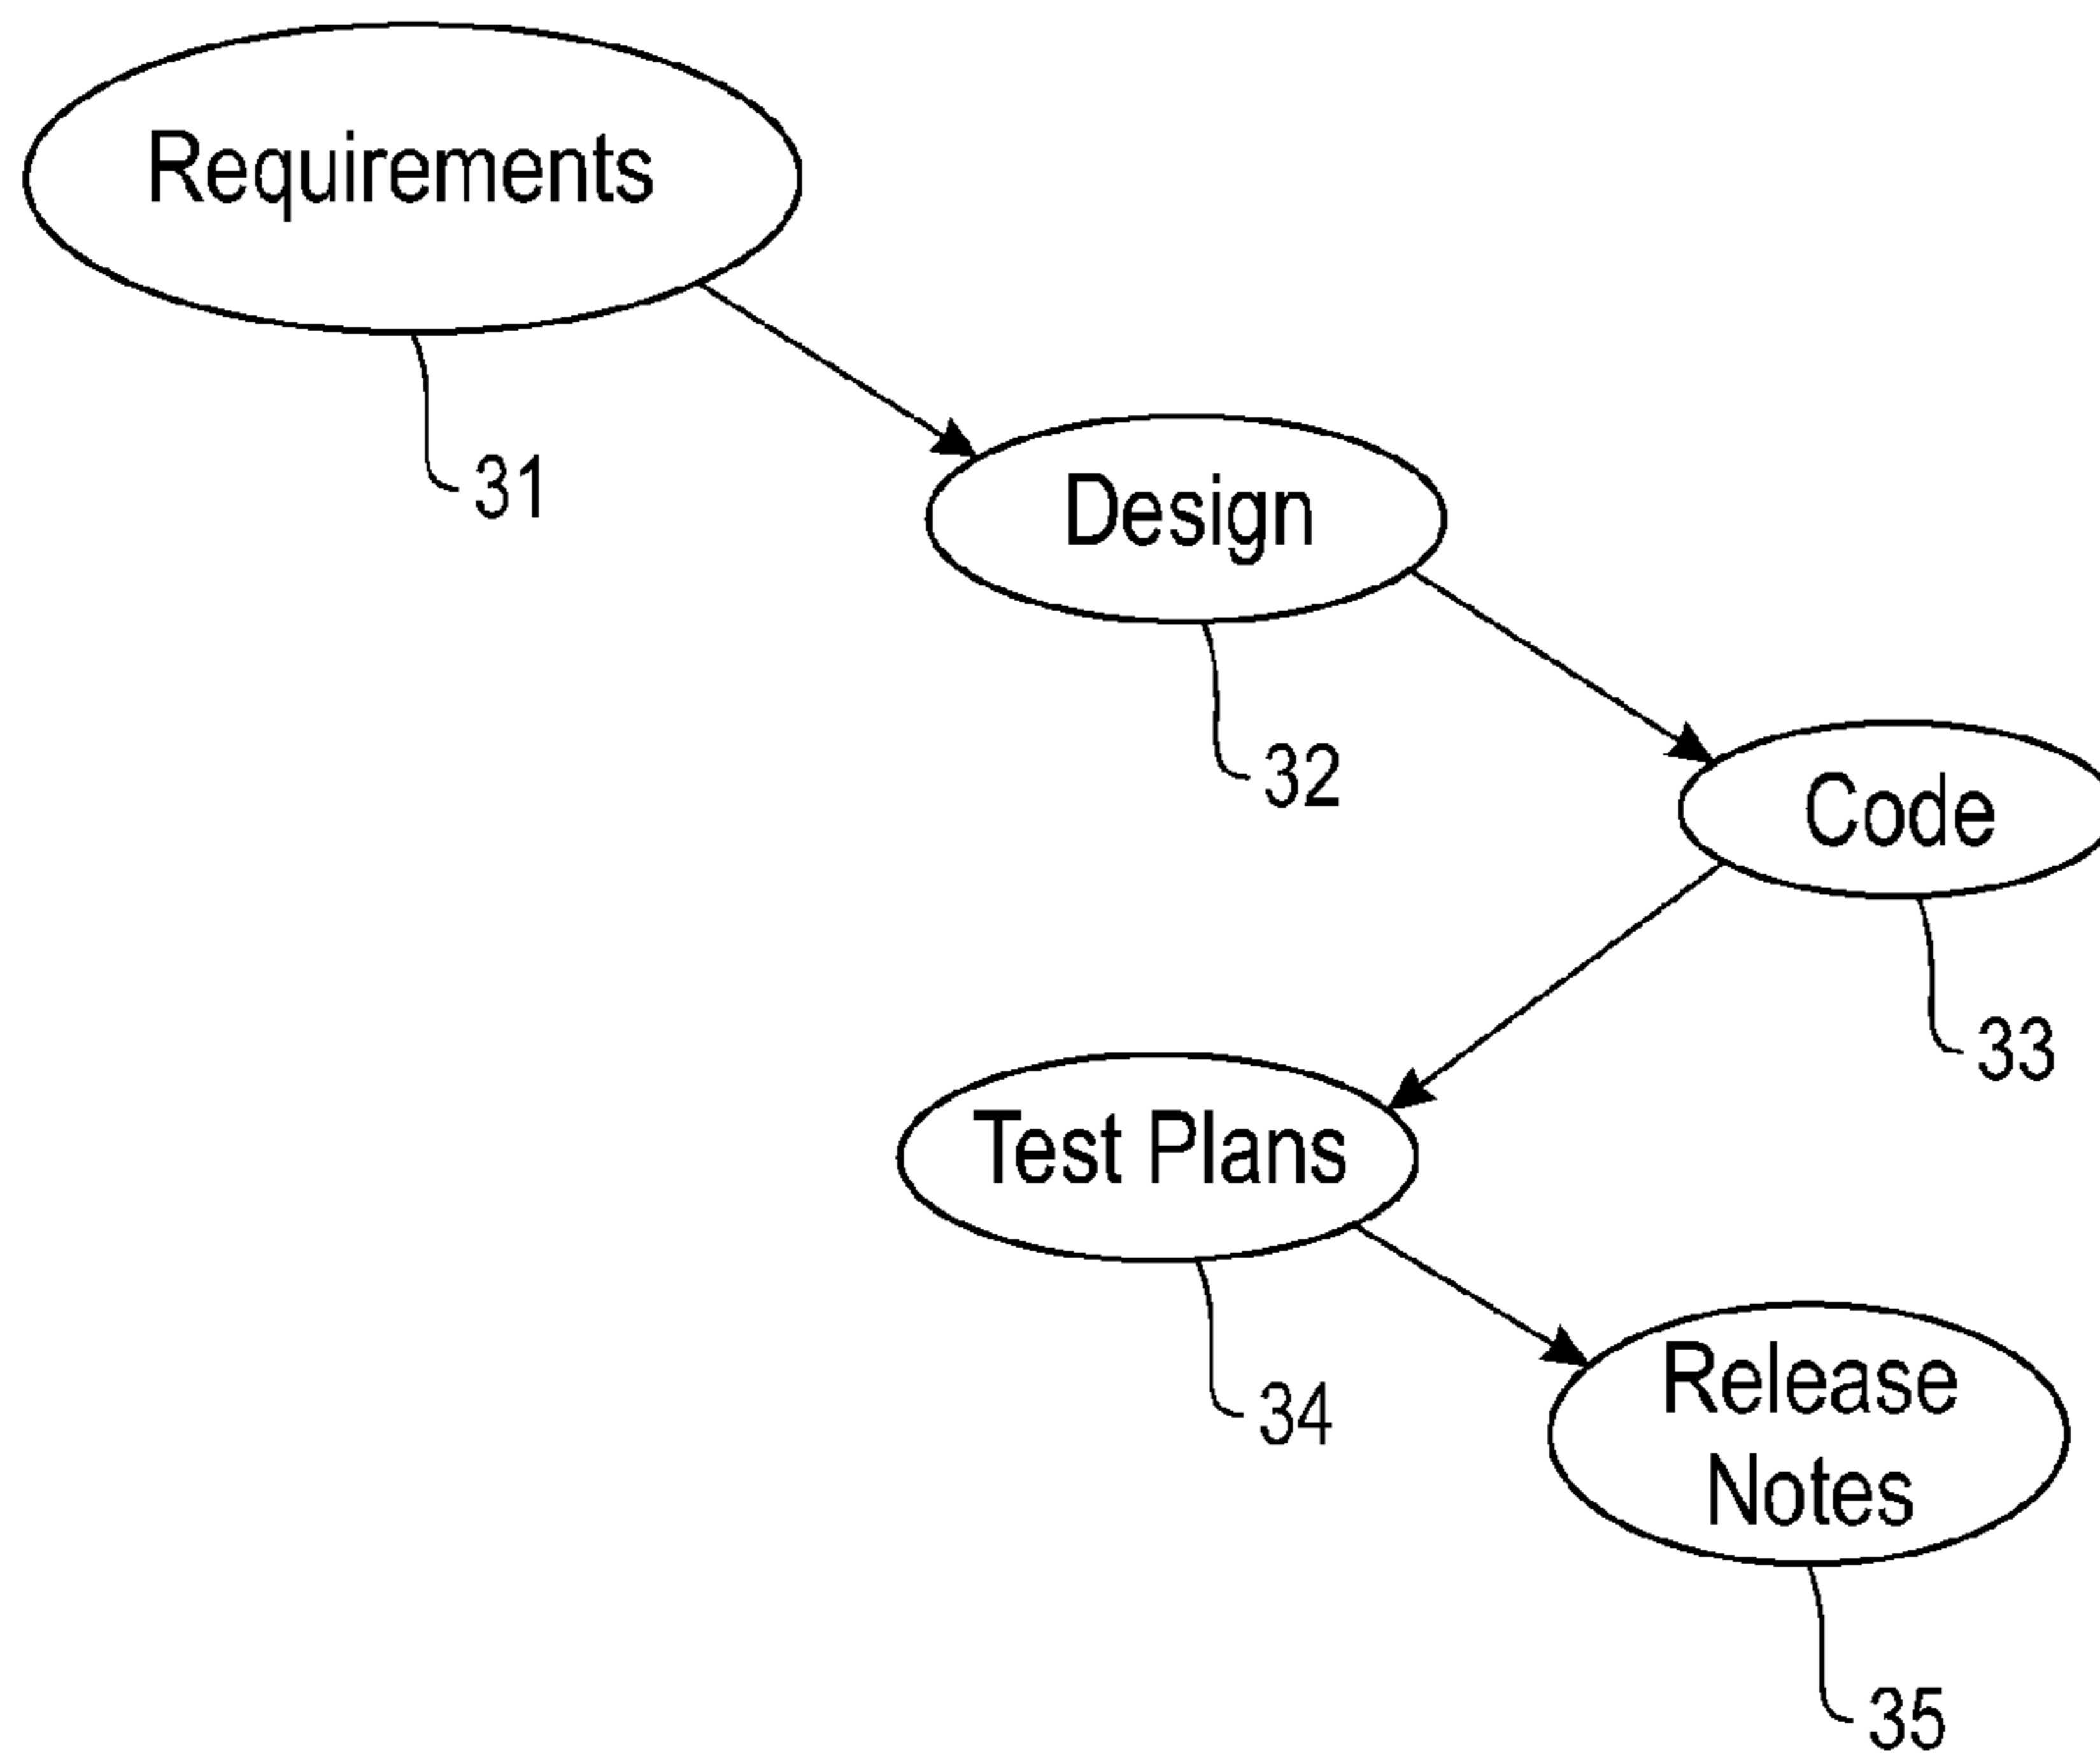 Requirements
31
Design
32
Code
33
Test Plans
34
Release
Notes
35